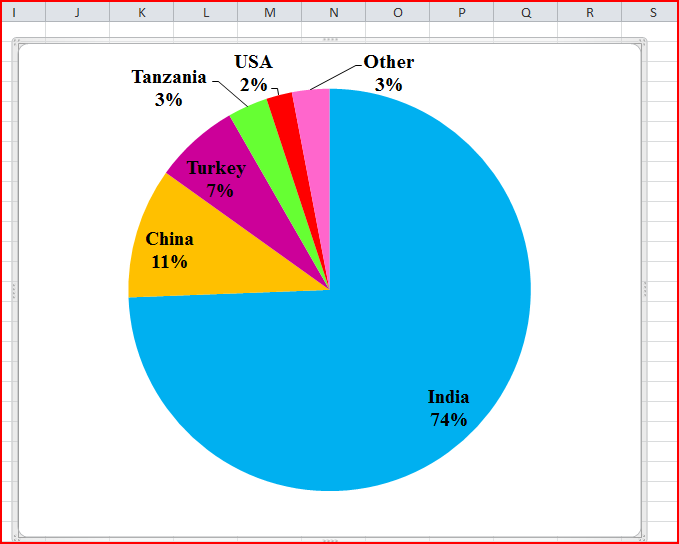 I J K L M N O P Q R S
USA
2%
Other
3%
Tanzania
3%
Turkey
7%
China
11%
India
74%